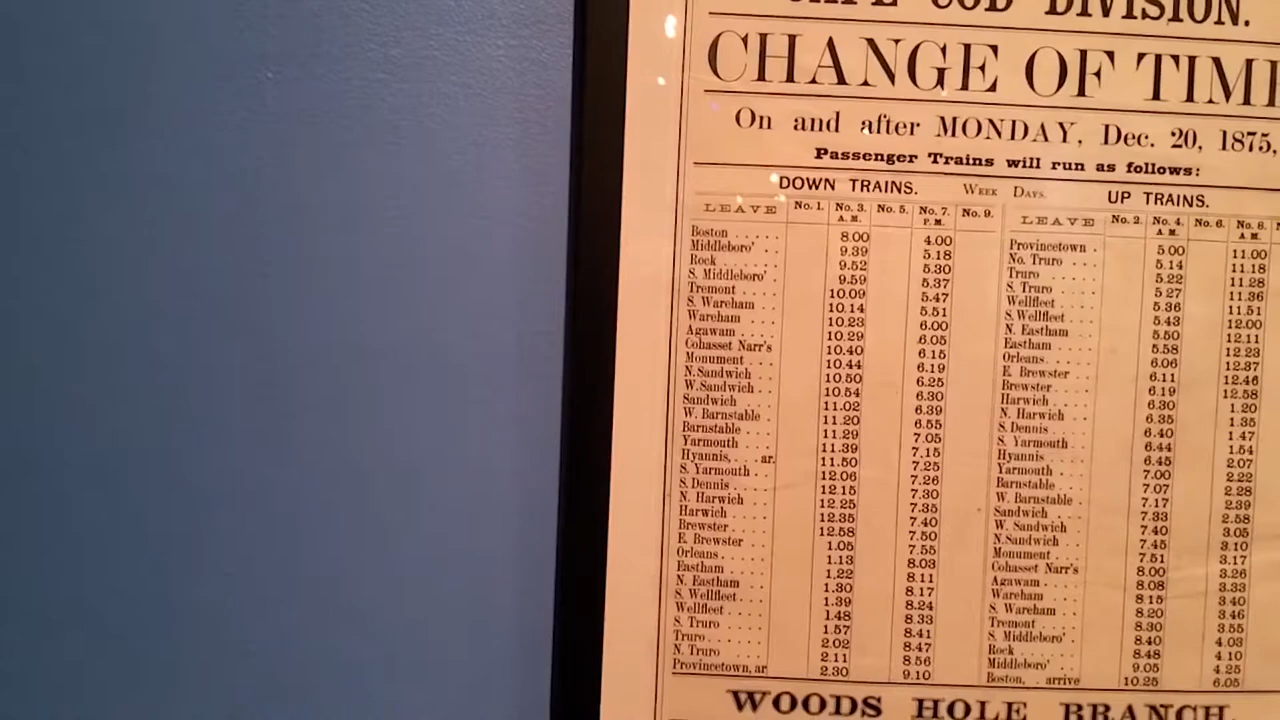 CAPE COD DIVISION.
CHANGE OF TIM
On and after MONDAY, Dec. 20, 1875,
Passenger Trains will run as follows:
DOWN TRAINS. WEEK DAYS. UP TRAINS.
LEAVE No. 1. No. 3. A.M. No. 5. No. 7. P.M. No. 9. LEAVE No. 2. No. 4. A.M. No. 6. No. 8. A.M.
Boston ..... 8.00 4.00 Provincetown . 5.00 11.00
Middleboro' .. 9.39 5.18 No. Truro ... 5.14 11.18
Rock .... 9.52 5.30 Truro .... 5.22 11.28
S. Middleboro' . 9.59 5.37 S. Truro ... 5.27 11.36
Tremont .... 10.09 5.47 Wellfleet .... 5.36 11.51
S. Wareham ... 10.14 5.51 S. Wellfleet ... 5.43 12.00
Wareham ... 10.23 6.00 N. Eastham ... 5.50 12.11
Agawam .... 10.29 6.05 Eastham .... 5.58 12.23
Cohasset Narr's 10.40 6.15 Orleans .... 6.06 12.37
Monument ... 10.44 6.19 E. Brewster ... 6.11 12.46
N.Sandwich .. 10.50 6.25 Brewster .... 6.19 12.58
W.Sandwich ... 10.54 6.30 Harwich .... 6.30 1.20
Sandwich .... 11.02 6.39 N. Harwich ... 6.35 1.35
W. Barnstable .. 11.20 6.55 S.Dennis .... 6.40 1.47
Barnstable ... 11.29 7.05 S. Yarmouth .. 6.44 1.54
Yarmouth ... 11.39 7.15 Hyannis .... 6.45 2.07
Hyannis, ... ar. 11.50 7.25 Yarmouth .... 7.00 2.22
S. Yarmouth .. 12.06 7.26 Barnstable .... 7.07 2.28
S.Dennis .... 12.15 7.30 W. Barnstable . 7.17 2.39
N. Harwich ... 12.25 7.35 Sandwich .... 7.33 2.58
Harwich .... 12.35 7.40 W. Sandwich .. 7.40 3.05
Brewster .... 12.58 7.50 N.Sandwich .. 7.45 3.10
E. Brewster ... 1.05 7.55 Monument ... 7.51 3.17
Orleans .... 1.13 8.03 Cohasset Narr's 8.00 3.26
Eastham .... 1.22 8.11 Agawam .... 8.08 3.33
N. Eastham ... 1.30 8.17 Wareham .... 8.15 3.40
S. Wellfleet ... 1.39 8.24 S. Wareham .. 8.20 3.46
Wellfleet .... 1.48 8.33 Tremont .... 8.30 3.55
S. Truro .... 1.57 8.41 S. Middleboro' . 8.40 4.03
Truro ...... 2.02 8.47 Rock ..... 8.48 4.10
N. Truro .... 2.11 8.56 Middleboro' .. 9.05 4.25
Provincetown, ar 2.30 9.10 Boston, . arrive 10.25 6.05
WOODS HOLE BRANCH